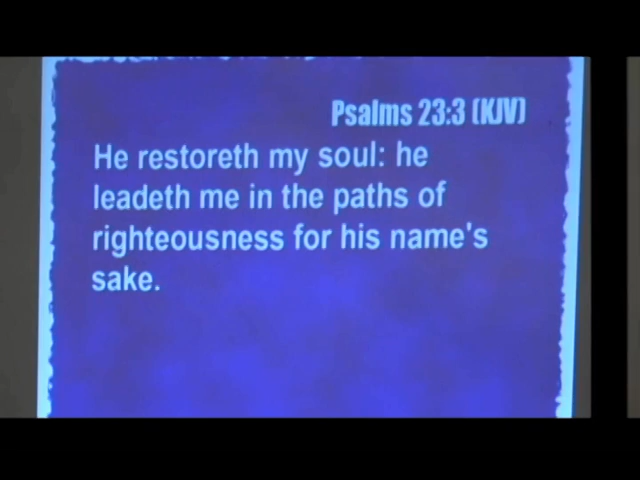 Psalms 23:3 (KJV)
He restoreth my soul: he
leadeth me in the paths of
righteousness for his name's
sake.